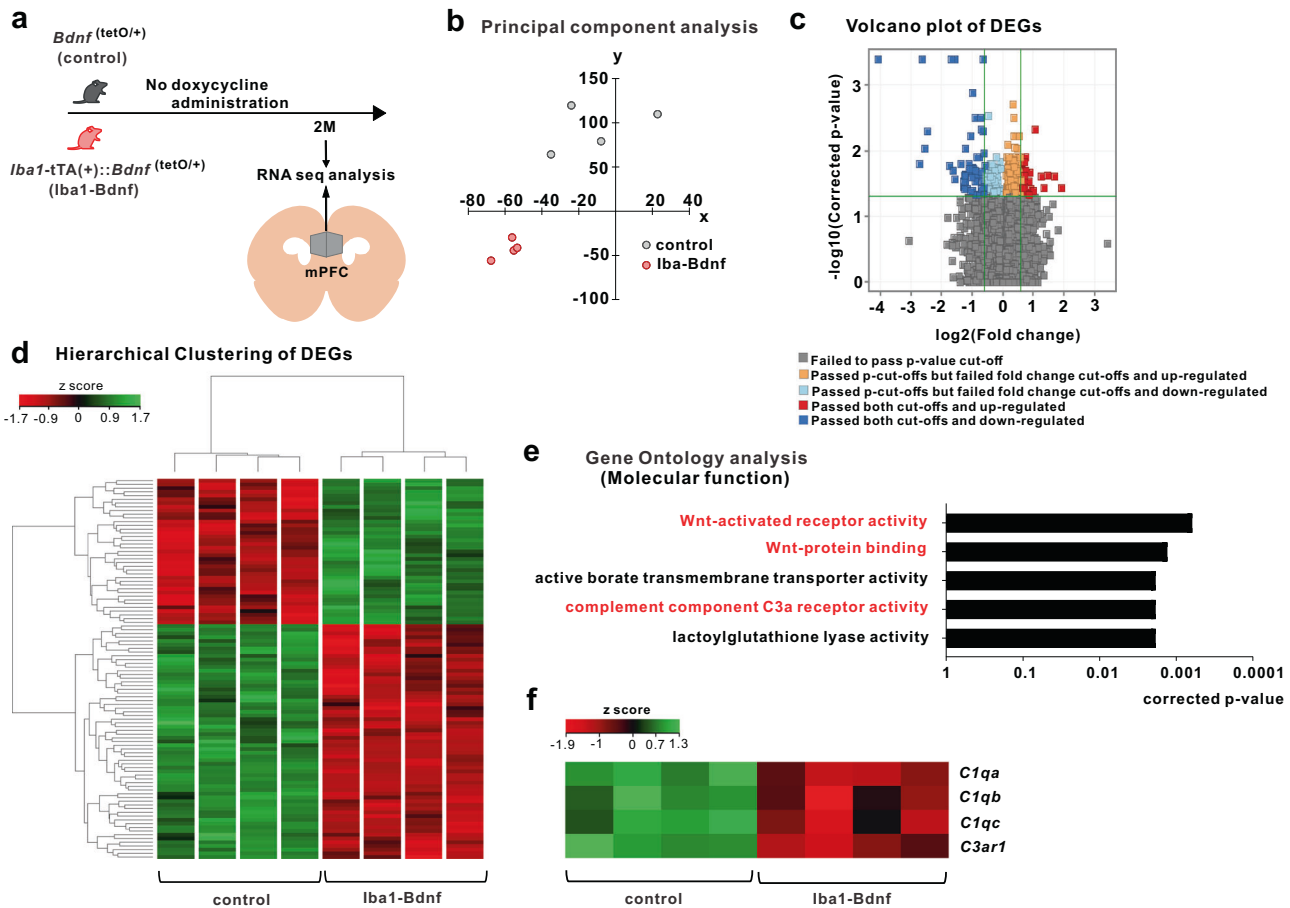 a
Bdnf (tetO/+)
(control)
No doxycycline
administration
2M
Iba1-tTA(+)::Bdnf (tetO/+)
(Iba1-Bdnf)
RNA seq analysis
mPFC
b Principal component analysis
y
150
100
50
-80 -60 -40 -20 0 20 40
x
-50
-100
control
Iba-Bdnf
c Volcano plot of DEGs
-log10(Corrected p-value)
3
2
1
0
-4 -3 -2 -1 0 1 2 3
log2(Fold change)
Failed to pass p-value cut-off
Passed p-cut-offs but failed fold change cut-offs and up-regulated
Passed p-cut-offs but failed fold change cut-offs and down-regulated
Passed both cut-offs and up-regulated
Passed both cut-offs and down-regulated
d Hierarchical Clustering of DEGs
z score
-1.7 -0.9 0 0.9 1.7
control Iba1-Bdnf
e Gene Ontology analysis
(Molecular function)
Wnt-activated receptor activity
Wnt-protein binding
active borate transmembrane transporter activity
complement component C3a receptor activity
lactoylglutathione lyase activity
1 0.1 0.01 0.001 0.0001
corrected p-value
f
z score
-1.9 -1 0 0.7 1.3
C1qa
C1qb
C1qc
C3ar1
control Iba1-Bdnf